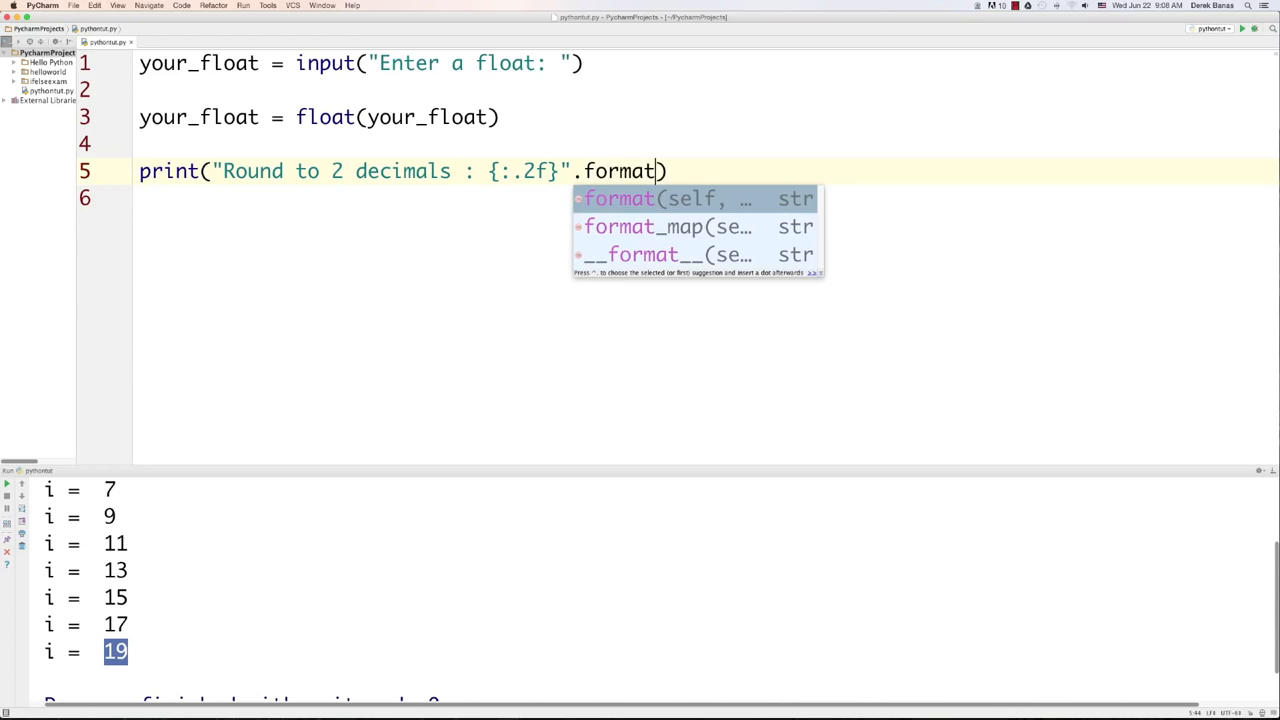 PyCharm File Edit View Navigate Code Refactor Run Tools VCS Window Help 10 Wed Jun 22 9:08 AM Derek Banas
pythontut.py - PycharmProjects - [~/PycharmProjects]
PycharmProjects pythontut.py pythontut
pythontut.py
PycharmProject
Hello Python
helloworld
ifelseexam
pythontut.py
External Librarie
1 your_float = input("Enter a float: ")
2
3 your_float = float(your_float)
4
5 print("Round to 2 decimals : {:.2f}".format)
6
format(self, … str
format_map(se… str
__format__(se… str
Press ^. to choose the selected (or first) suggestion and insert a dot afterwards >>
Run pythontut
i = 7
i = 9
i = 11
i = 13
i = 15
i = 17
i = 19
5:44 LF÷ UTF-8÷